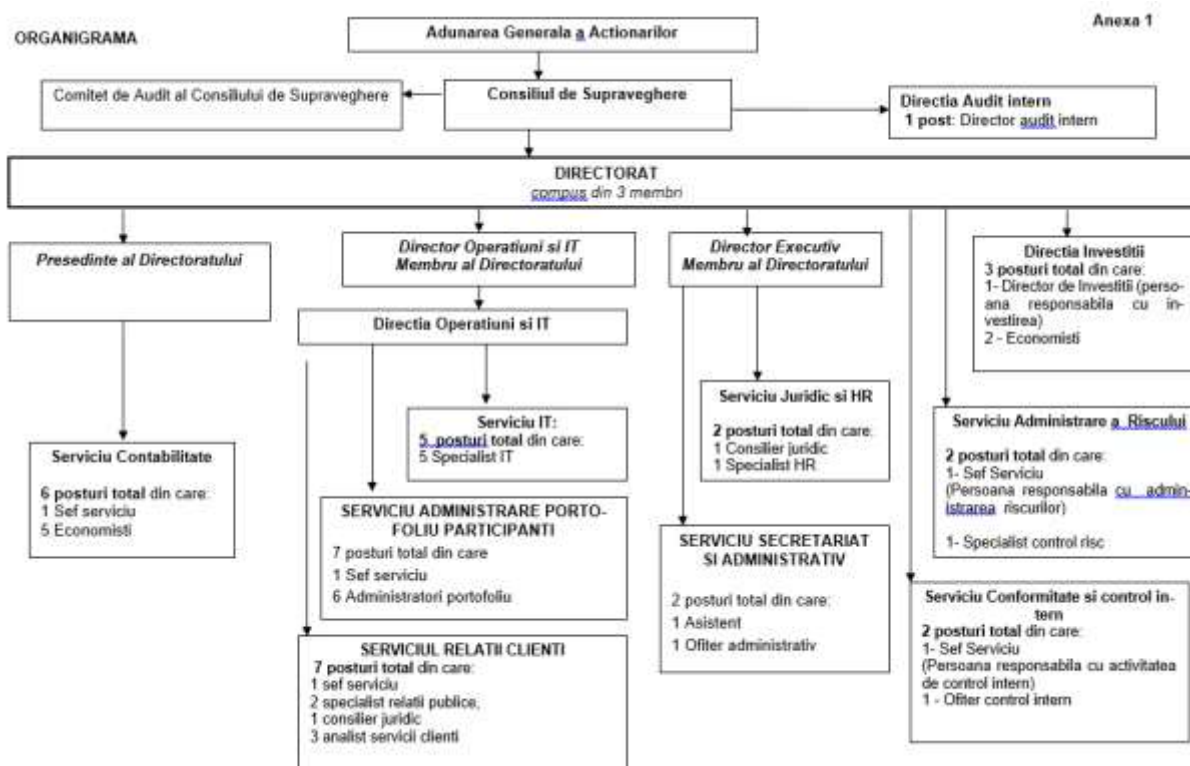 Anexa 1
ORGANIGRAMA
Adunarea Generala a Actionarilor
Comitet de Audit al Consiliului de Supraveghere
Consiliul de Supraveghere
Directia Audit intern
1 post: Director audit intern
DIRECTORAT
compus din 3 membri
Presedinte al Directoratului
Director Operatiuni si IT
Membru al Directoratului
Director Executiv
Membru al Directoratului
Directia Investitii
3 posturi total din care:
1- Director de Investitii (perso-
ana responsabila cu in-
vestirea)
2 - Economisti
Directia Operatiuni si IT
Serviciu Contabilitate
6 posturi total din care:
1 Sef serviciu
5 Economisti
Serviciu IT:
5 posturi total din care:
5 Specialist IT
Serviciu Juridic si HR
2 posturi total din care:
1 Consilier juridic
1 Specialist HR
Serviciu Administrare a Riscului
2 posturi total din care:
1- Sef Serviciu
(Persoana responsabila cu admin-
istrarea riscurilor)
1- Specialist control risc
SERVICIU ADMINISTRARE PORTO-
FOLIU PARTICIPANTI
7 posturi total din care
1 Sef serviciu
6 Administratori portofoliu
SERVICIU SECRETARIAT
SI ADMINISTRATIV
2 posturi total din care:
1 Asistent
1 Ofiter administrativ
Serviciu Conformitate si control in-
tern
2 posturi total din care:
1- Sef Serviciu
(Persoana responsabila cu activitatea
de control intern)
1 - Ofiter control intern
SERVICIUL RELATII CLIENTI
7 posturi total din care:
1 sef serviciu
2 specialist relatii publice,
1 consilier juridic
3 analist servicii clienti